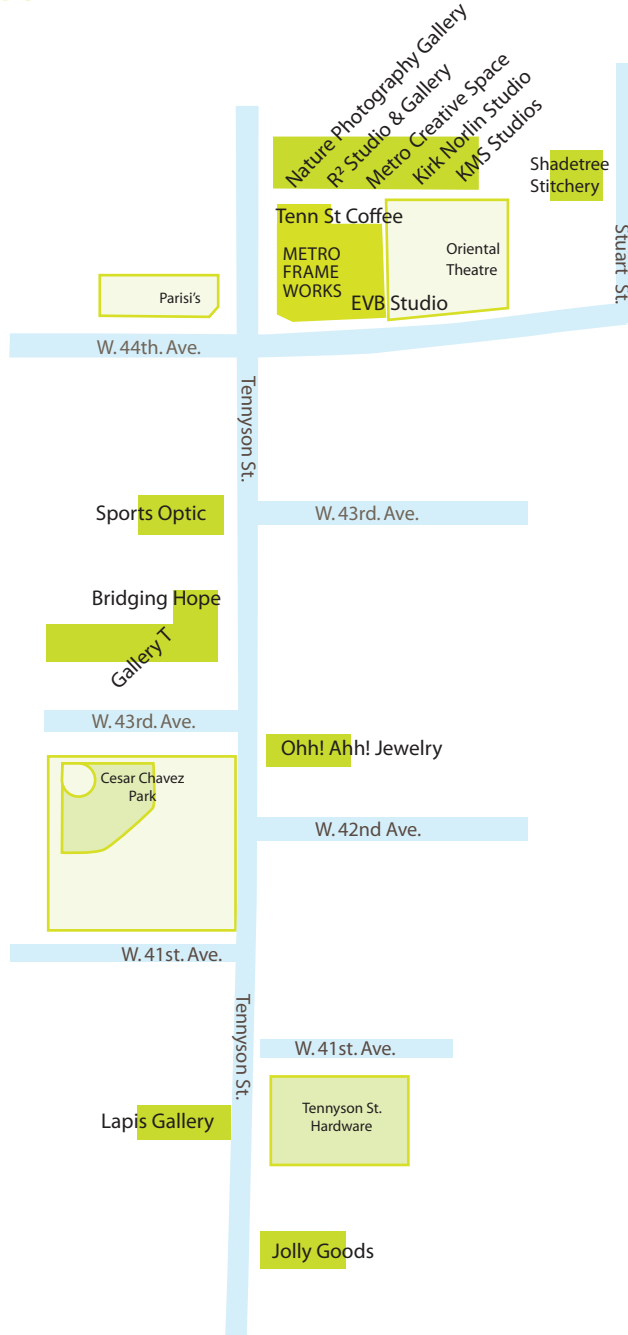 Nature Photography Gallery
R² Studio & Gallery
Metro Creative Space
Kirk Norlin Studio
KMS Studios
Shadetree
Stitchery
Tenn St Coffee
METRO
FRAME
WORKS
EVB Studio
Oriental
Theatre
Stuart St.
Parisi's
W. 44th. Ave.
Tennyson St.
Sports Optic
W. 43rd. Ave.
Bridging Hope
Gallery T
W. 43rd. Ave.
Ohh! Ahh! Jewelry
Cesar Chavez
Park
W. 42nd Ave.
W. 41st. Ave.
Tennyson St.
W. 41st. Ave.
Lapis Gallery
Tennyson St.
Hardware
Jolly Goods